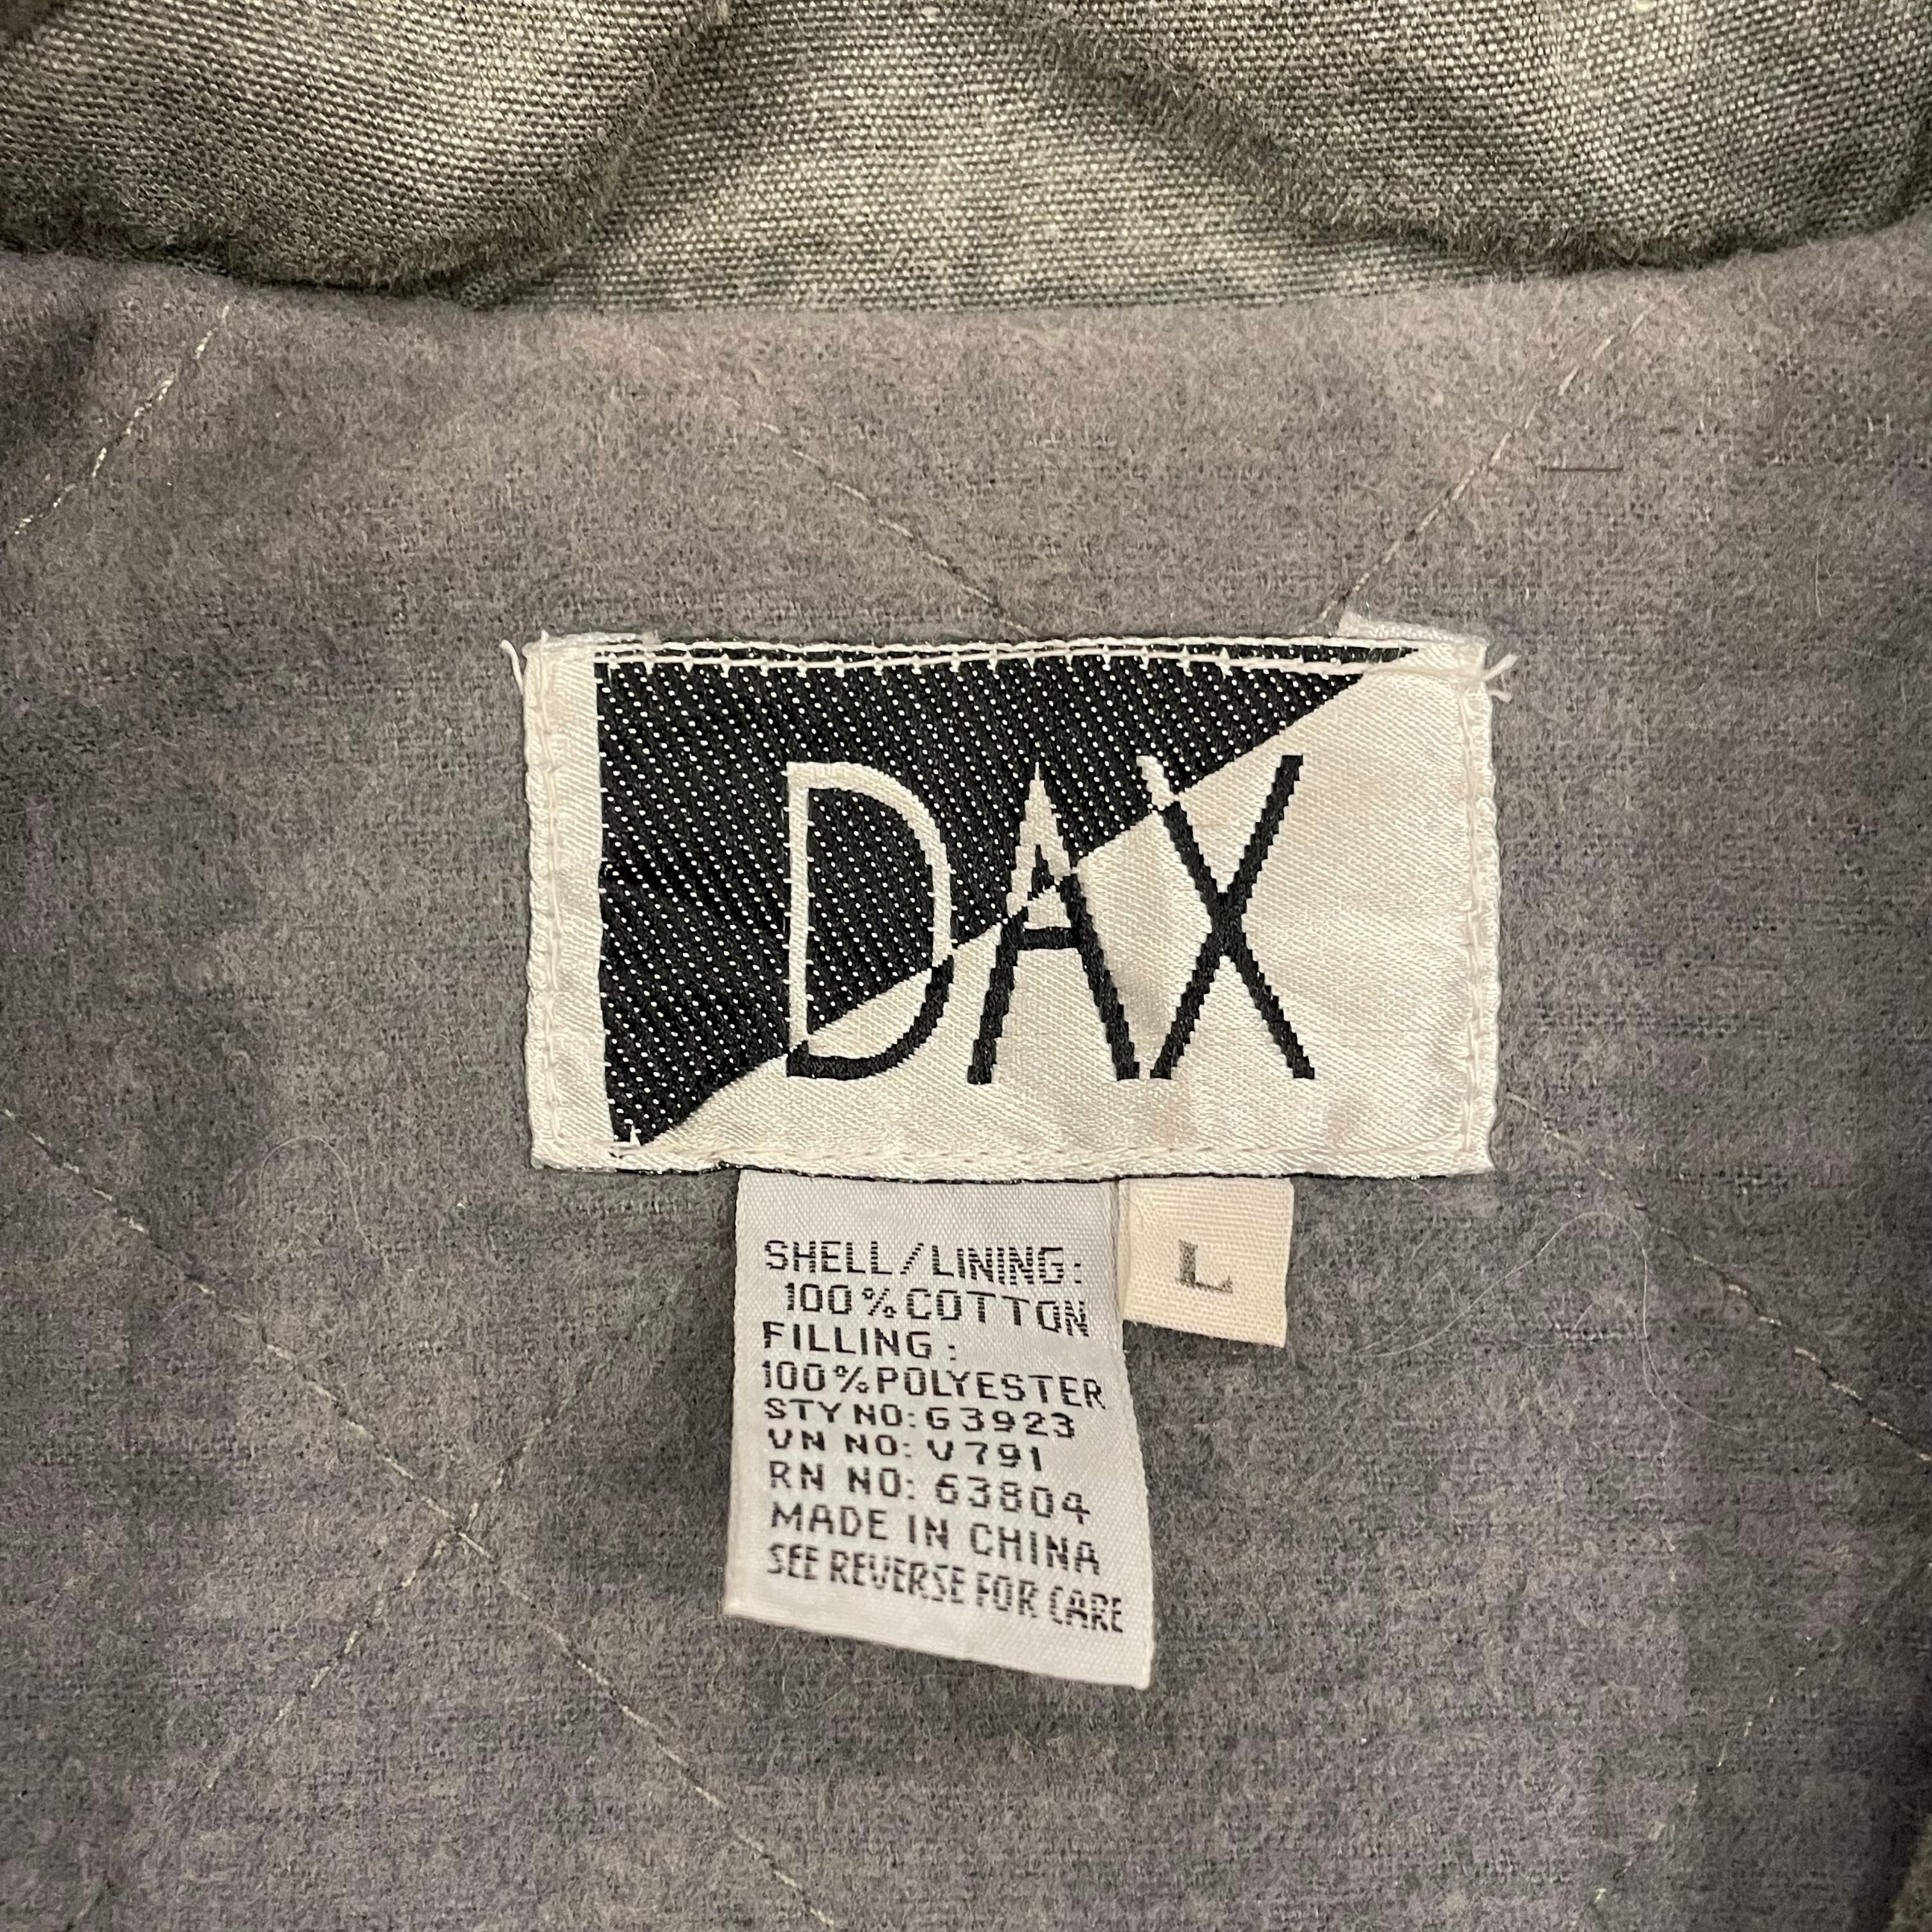 DAX
L
SHELL/LINING:
100%COTTON
FILLING:
100%POLYESTER
STY NO: G3923
VN NO: V791
RN NO: 63804
MADE IN CHINA
SEE REVERSE FOR CARE